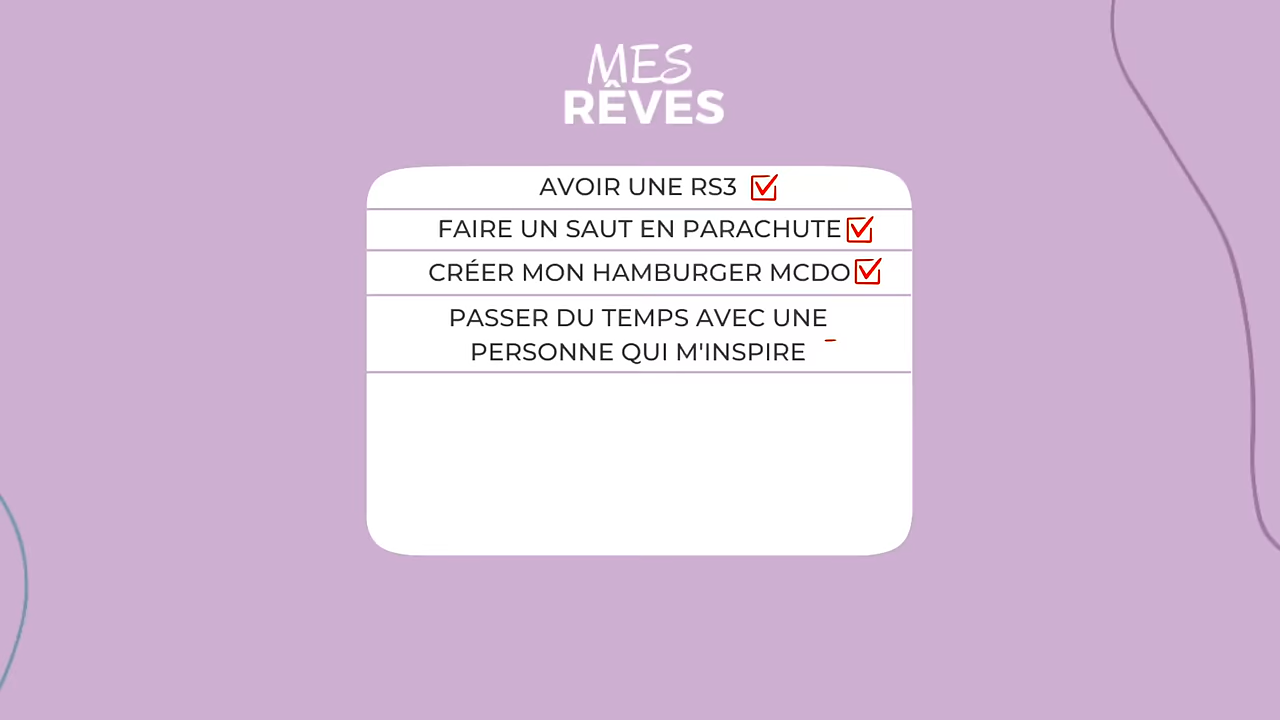 MES
RÊVES
AVOIR UNE RS3
FAIRE UN SAUT EN PARACHUTE
CRÉER MON HAMBURGER MCDO
PASSER DU TEMPS AVEC UNE
PERSONNE QUI M'INSPIRE